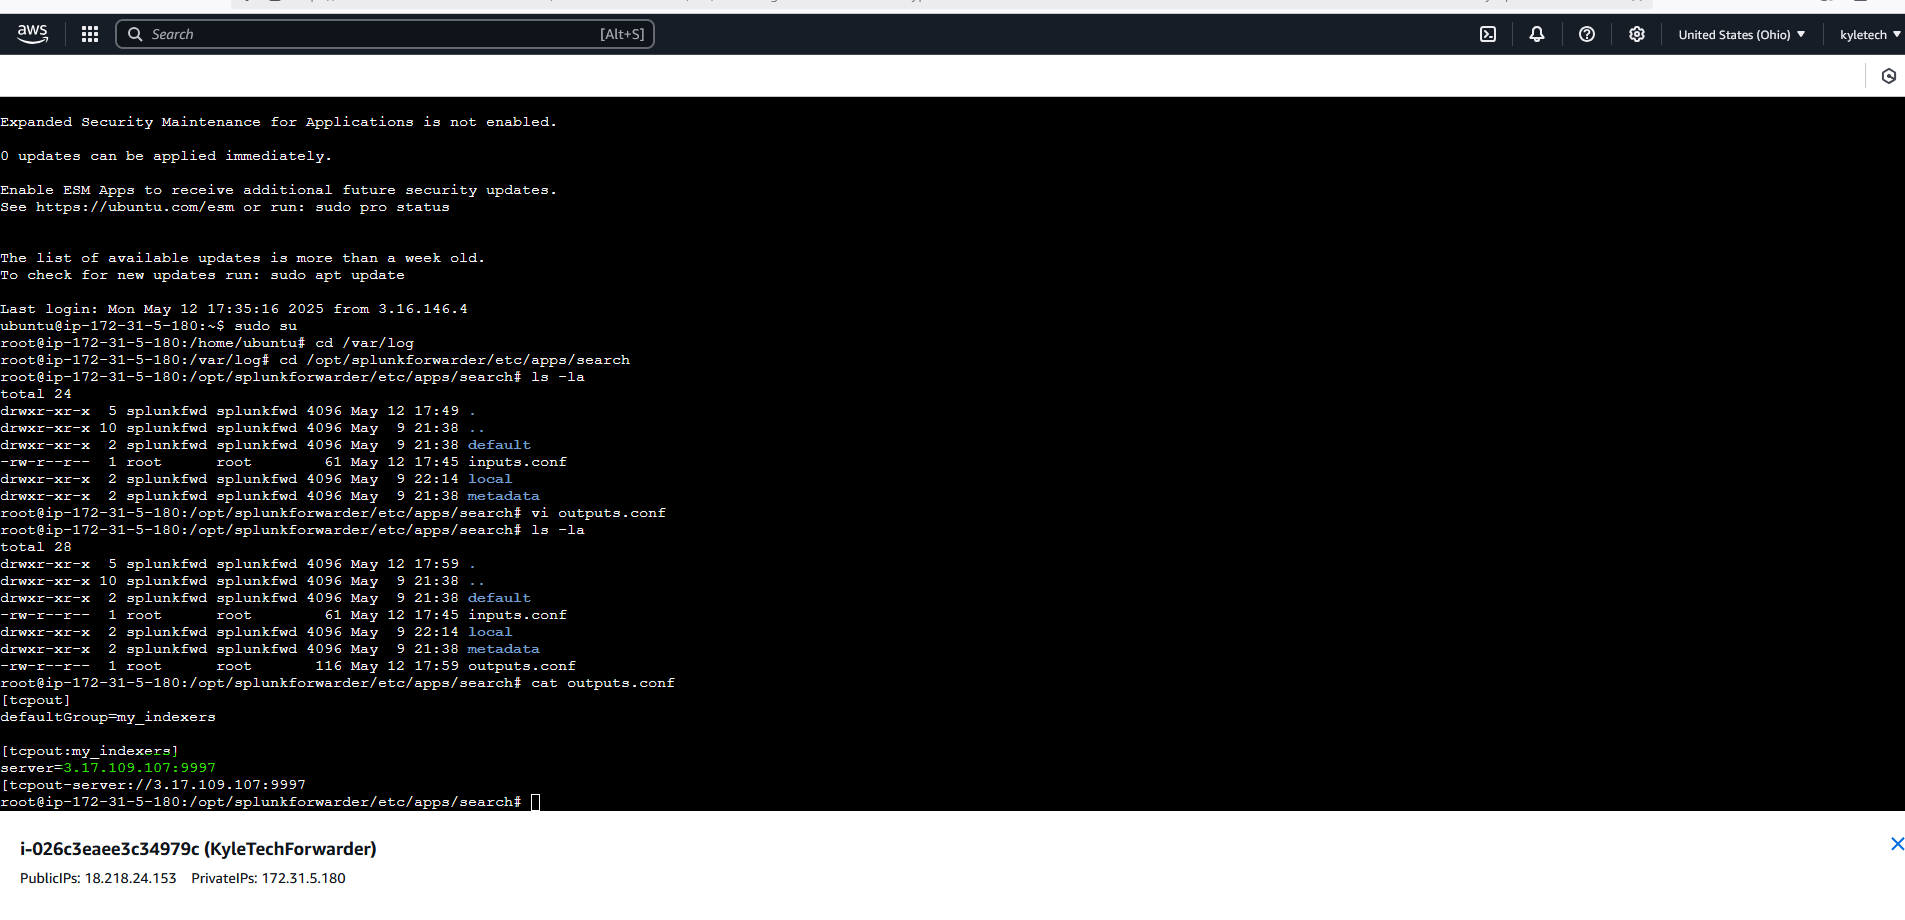 aws
Search [Alt+S]
United States (Ohio)
kyletech
Expanded Security Maintenance for Applications is not enabled.
0 updates can be applied immediately.
Enable ESM Apps to receive additional future security updates.
See https://ubuntu.com/esm or run: sudo pro status
The list of available updates is more than a week old.
To check for new updates run: sudo apt update
Last login: Mon May 12 17:35:16 2025 from 3.16.146.4
ubuntu@ip-172-31-5-180:~$ sudo su
root@ip-172-31-5-180:/home/ubuntu# cd /var/log
root@ip-172-31-5-180:/var/log# cd /opt/splunkforwarder/etc/apps/search
root@ip-172-31-5-180:/opt/splunkforwarder/etc/apps/search# ls -la
total 24
drwxr-xr-x  5 splunkfwd splunkfwd 4096 May 12 17:49 .
drwxr-xr-x 10 splunkfwd splunkfwd 4096 May  9 21:38 ..
drwxr-xr-x  2 splunkfwd splunkfwd 4096 May  9 21:38 default
-rw-r--r--  1 root      root        61 May 12 17:45 inputs.conf
drwxr-xr-x  2 splunkfwd splunkfwd 4096 May  9 22:14 local
drwxr-xr-x  2 splunkfwd splunkfwd 4096 May  9 21:38 metadata
root@ip-172-31-5-180:/opt/splunkforwarder/etc/apps/search# vi outputs.conf
root@ip-172-31-5-180:/opt/splunkforwarder/etc/apps/search# ls -la
total 28
drwxr-xr-x  5 splunkfwd splunkfwd 4096 May 12 17:59 .
drwxr-xr-x 10 splunkfwd splunkfwd 4096 May  9 21:38 ..
drwxr-xr-x  2 splunkfwd splunkfwd 4096 May  9 21:38 default
-rw-r--r--  1 root      root        61 May 12 17:45 inputs.conf
drwxr-xr-x  2 splunkfwd splunkfwd 4096 May  9 22:14 local
drwxr-xr-x  2 splunkfwd splunkfwd 4096 May  9 21:38 metadata
-rw-r--r--  1 root      root       116 May 12 17:59 outputs.conf
root@ip-172-31-5-180:/opt/splunkforwarder/etc/apps/search# cat outputs.conf
[tcpout]
defaultGroup=my_indexers
[tcpout:my_indexers]
server=3.17.109.107:9997
[tcpout-server://3.17.109.107:9997
root@ip-172-31-5-180:/opt/splunkforwarder/etc/apps/search#
i-026c3eaee3c34979c (KyleTechForwarder)
PublicIPs: 18.218.24.153 PrivateIPs: 172.31.5.180